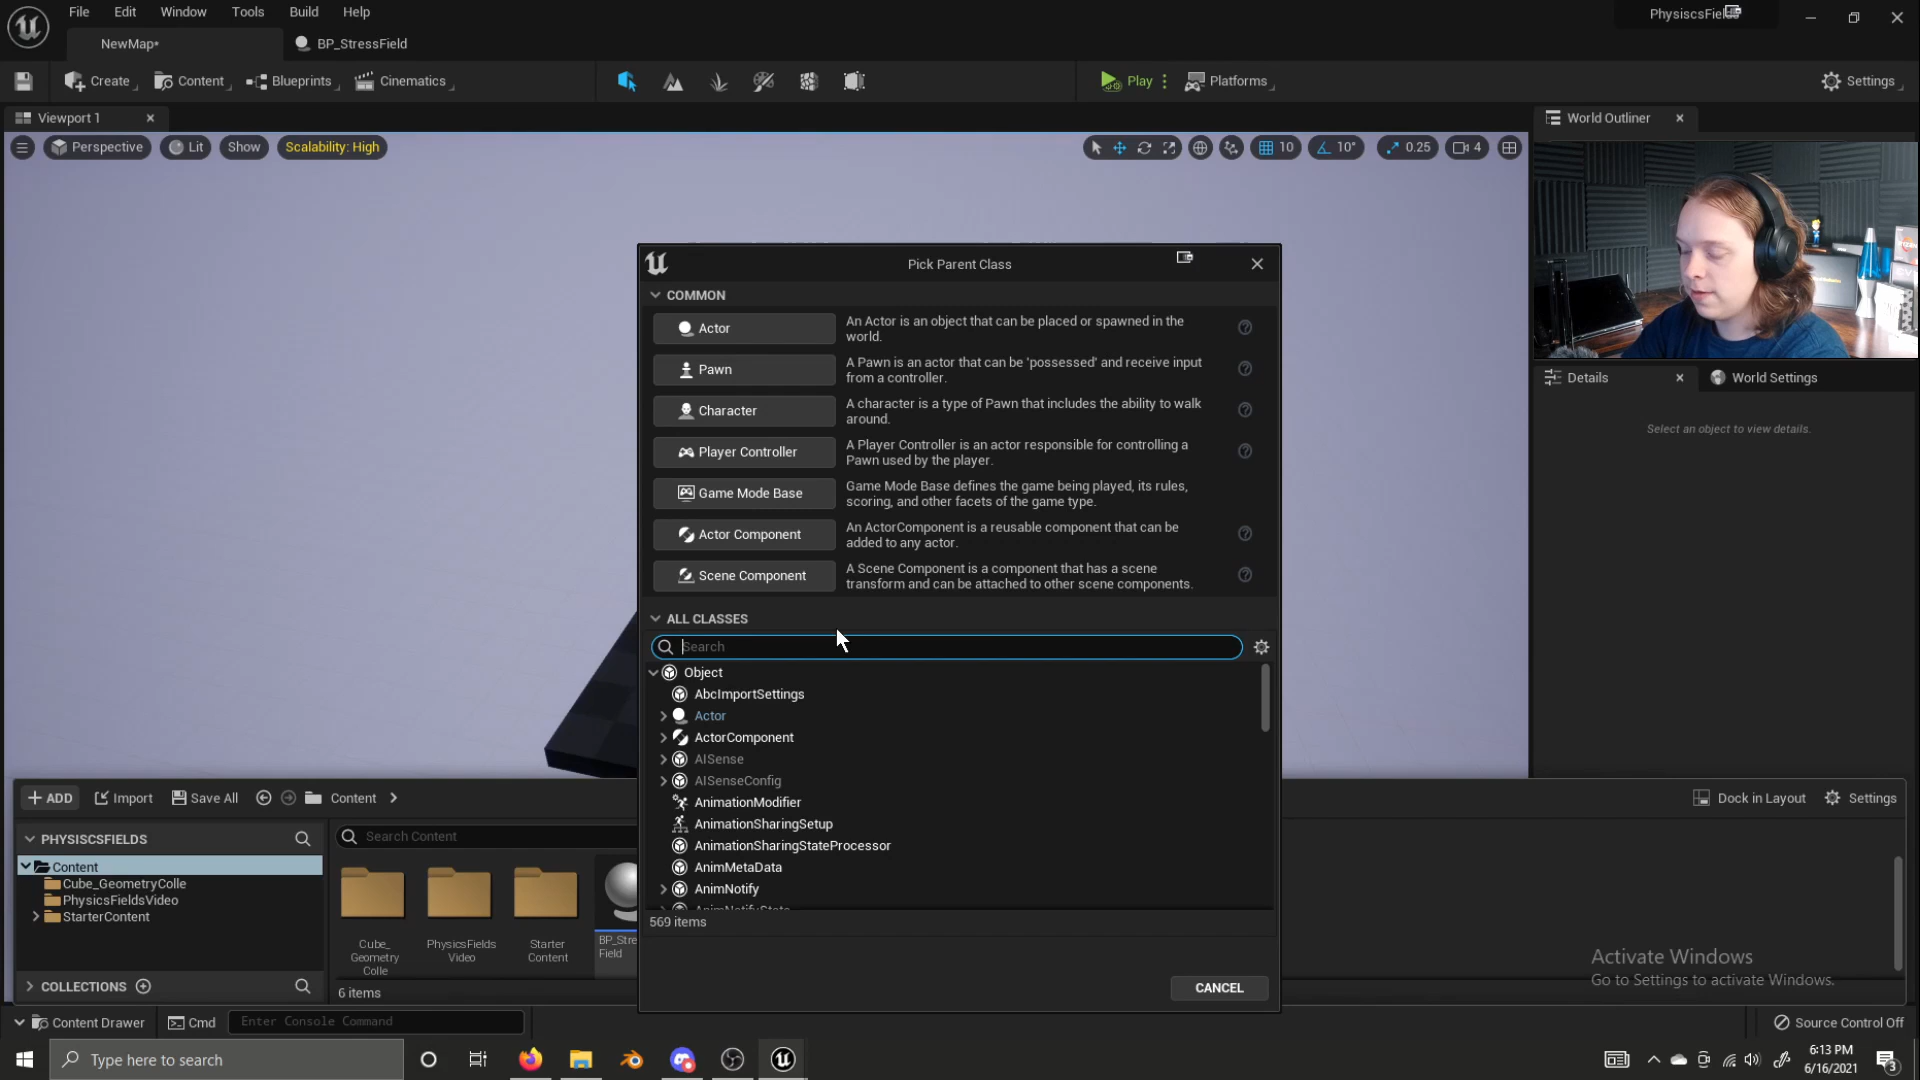 File Edit Window Tools Build Help
NewMap*
BP_StressField
Create
Content
Blueprints
Cinematics
Play
Platforms
Settings
Viewport 1
World Outliner
Perspective
Lit
Show
Scalability: High
10
10°
0.25
4
Pick Parent Class
COMMON
Actor
An Actor is an object that can be placed or spawned in the
world.
Pawn
A Pawn is an actor that can be 'possessed' and receive input
from a controller.
Character
A character is a type of Pawn that includes the ability to walk
around.
Player Controller
A Player Controller is an actor responsible for controlling a
Pawn used by the player.
Game Mode Base
Game Mode Base defines the game being played, its rules,
scoring, and other facets of the game type.
Actor Component
An ActorComponent is a reusable component that can be
added to any actor.
Scene Component
A Scene Component is a component that has a scene
transform and can be attached to other scene components.
ALL CLASSES
Search
Object
AbcImportSettings
Actor
ActorComponent
AISense
AISenseConfig
AnimationModifier
AnimationSharingSetup
AnimationSharingStateProcessor
AnimMetaData
AnimNotify
AnimNotifyState
569 items
CANCEL
Details
World Settings
Select an object to view details.
ADD
Import
Save All
Content
Dock in Layout
Settings
PHYSISCSFIELDS
Content
Cube_GeometryColle
PhysicsFieldsVideo
StarterContent
COLLECTIONS
Search Content
Cube_
Geometry
Colle
PhysicsFields
Video
Starter
Content
BP_Stre
Field
6 items
Activate Windows
Go to Settings to activate Windows.
Content Drawer
Cmd
Enter Console Command
Source Control Off
Type here to search
6:13 PM
6/16/2021
3